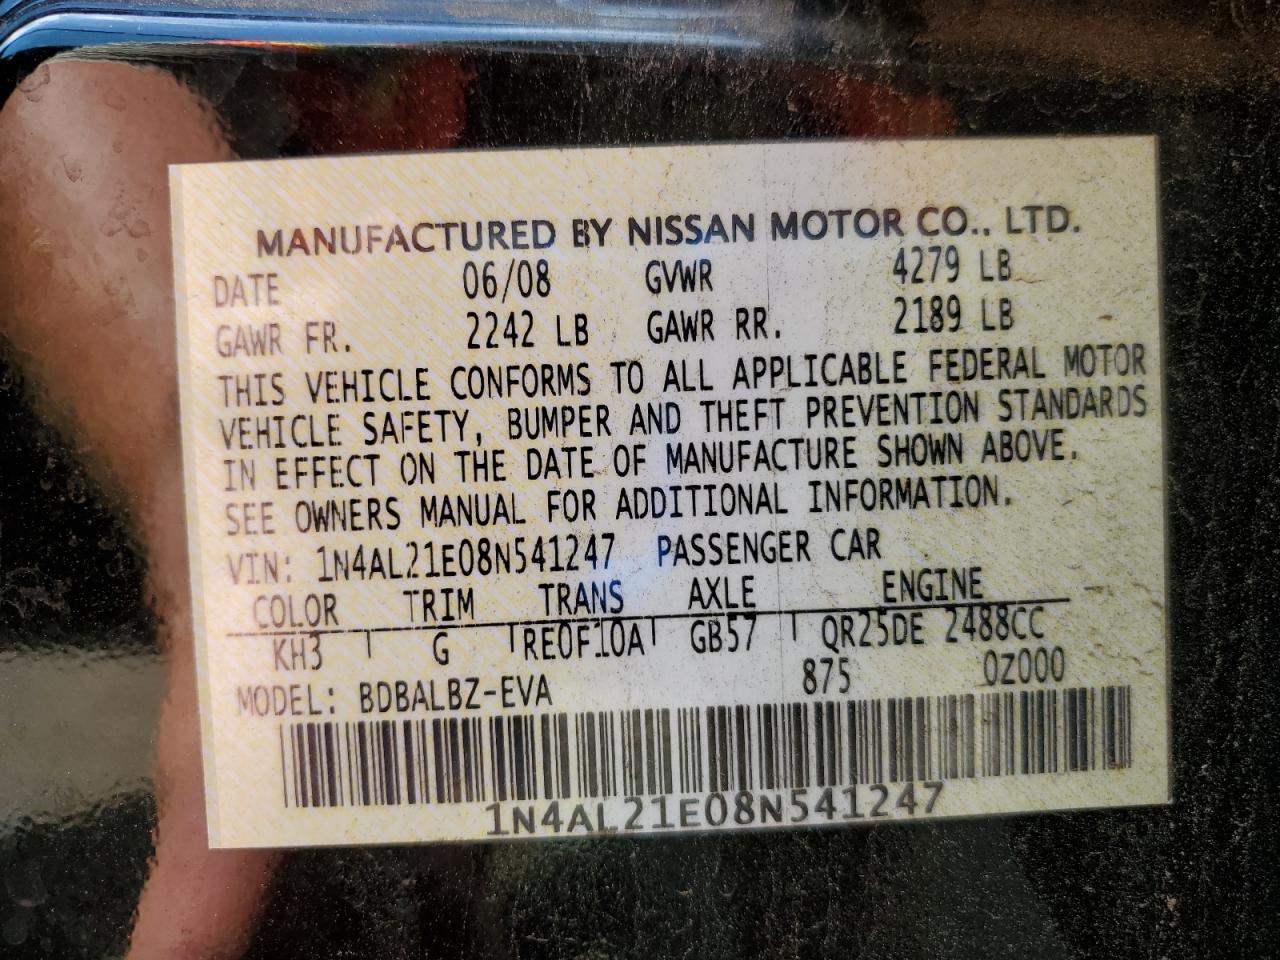 MANUFACTURED BY NISSAN MOTOR CO., LTD.
DATE 06/08 GVWR 4279 LB
GAWR FR. 2242 LB GAWR RR. 2189 LB
THIS VEHICLE CONFORMS TO ALL APPLICABLE FEDERAL MOTOR
VEHICLE SAFETY, BUMPER AND THEFT PREVENTION STANDARDS
IN EFFECT ON THE DATE OF MANUFACTURE SHOWN ABOVE.
SEE OWNERS MANUAL FOR ADDITIONAL INFORMATION.
VIN: 1N4AL21E08N541247 PASSENGER CAR
COLOR TRIM TRANS AXLE ENGINE
KH3 G RE0F10A GB57 QR25DE 2488CC
MODEL: BDBALBZ-EVA 875 0Z000
1N4AL21E08N541247